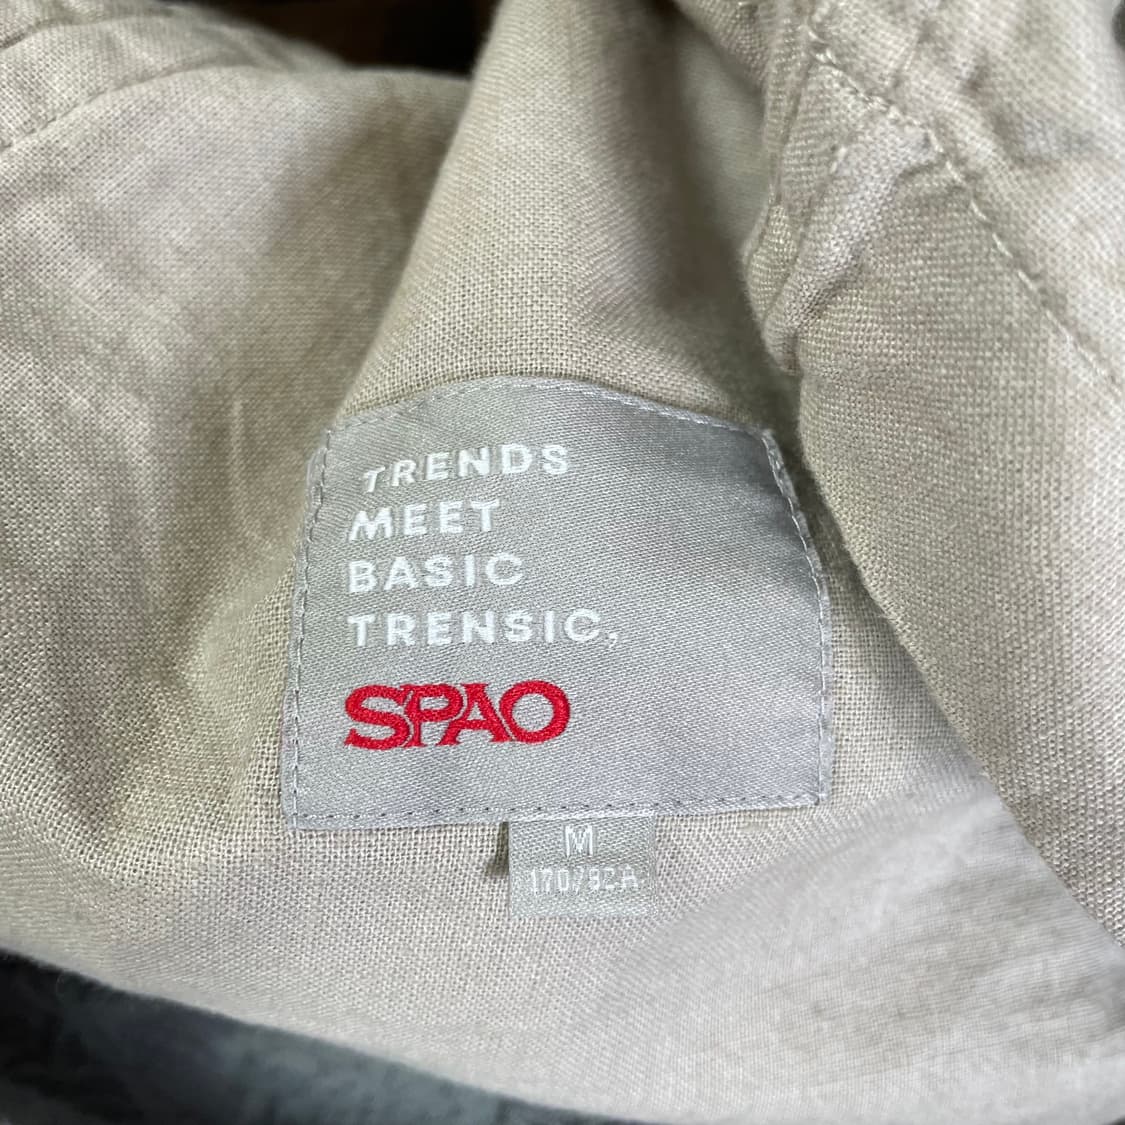 TRENDS
MEET
BASIC
TRENSIC,
SPAO
M
170/92A